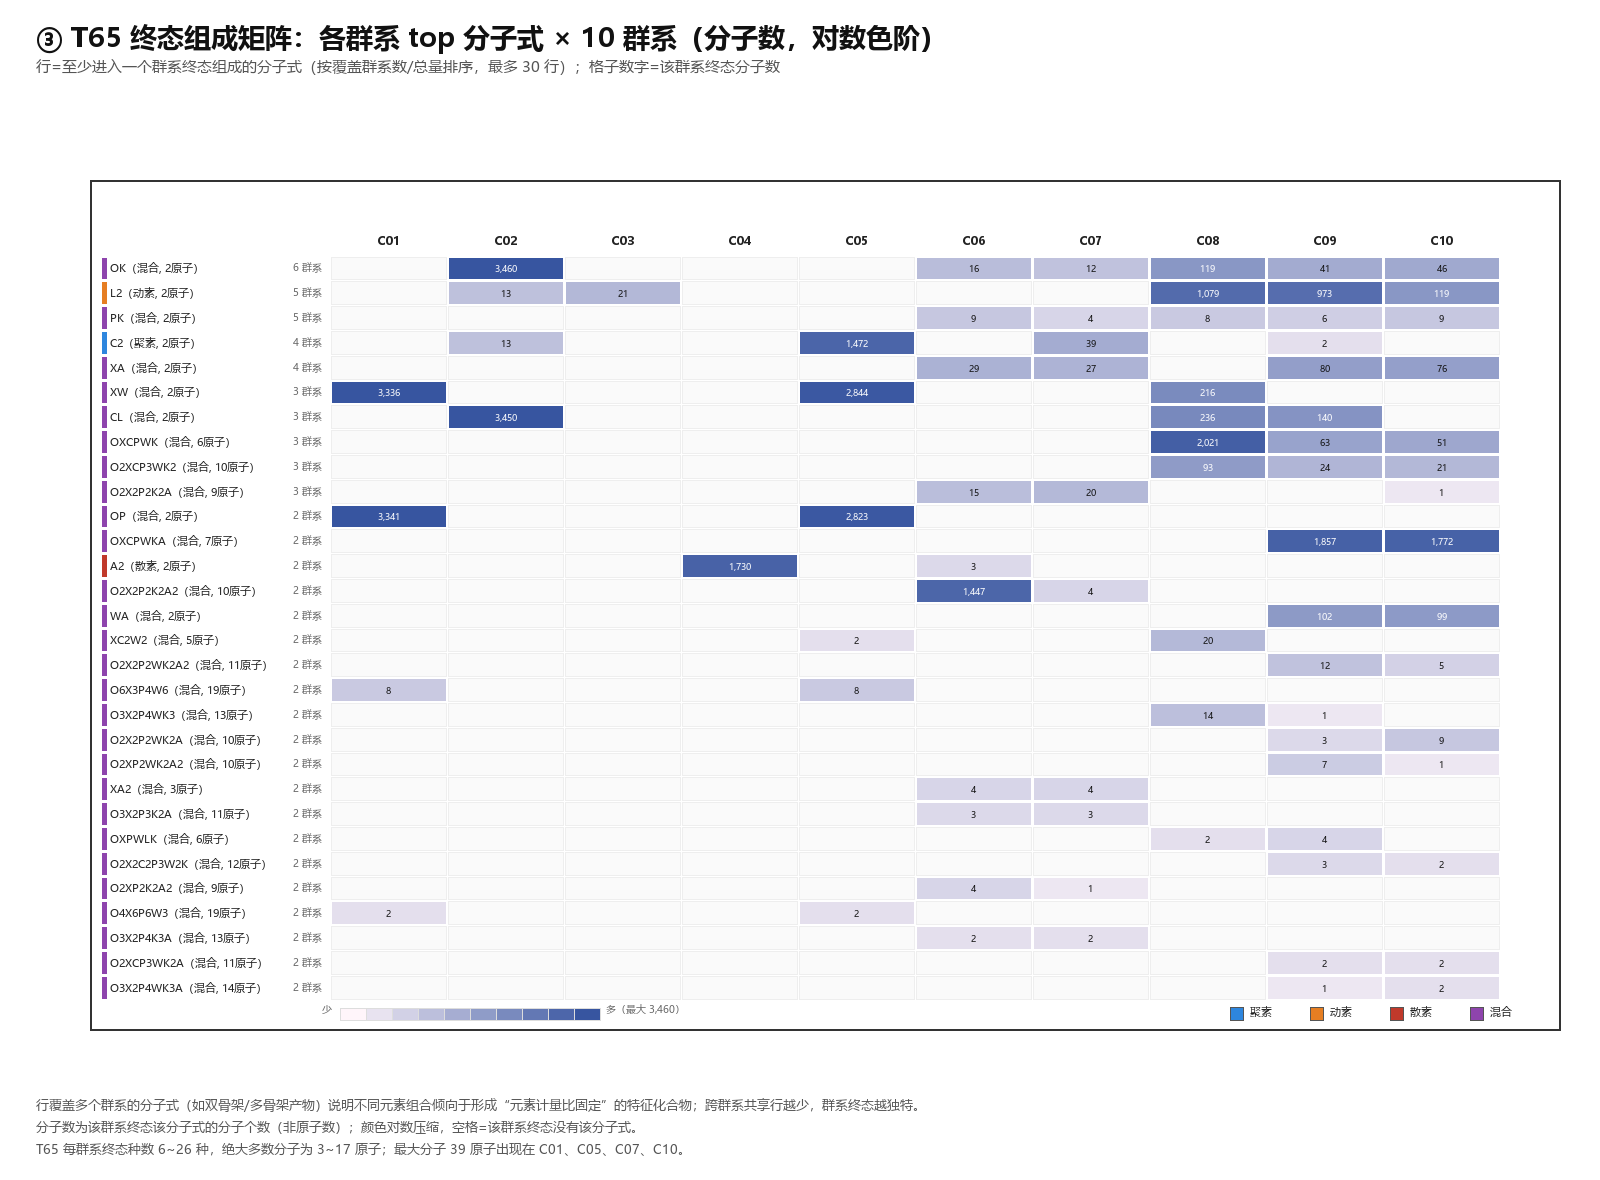 ③ T65 终态组成矩阵：各群系 top 分子式 × 10 群系（分子数，对数色阶）
行=至少进入一个群系终态组成的分子式（按覆盖群系数/总量排序，最多 30 行）；格子数字=该群系终态分子数
C01 C02 C03 C04 C05 C06 C07 C08 C09 C10
OK（混合, 2原子） 6 群系 3,460 16 12 119 41 46
L2（动素, 2原子） 5 群系 13 21 1,079 973 119
PK（混合, 2原子） 5 群系 9 4 8 6 9
C2（聚素, 2原子） 4 群系 13 1,472 39 2
XA（混合, 2原子） 4 群系 29 27 80 76
XW（混合, 2原子） 3 群系 3,336 2,844 216
CL（混合, 2原子） 3 群系 3,450 236 140
OXCPWK（混合, 6原子） 3 群系 2,021 63 51
O2XCP3WK2（混合, 10原子） 3 群系 93 24 21
O2X2P2K2A（混合, 9原子） 3 群系 15 20 1
OP（混合, 2原子） 2 群系 3,341 2,823
OXCPWKA（混合, 7原子） 2 群系 1,857 1,772
A2（散素, 2原子） 2 群系 1,730 3
O2X2P2K2A2（混合, 10原子） 2 群系 1,447 4
WA（混合, 2原子） 2 群系 102 99
XC2W2（混合, 5原子） 2 群系 2 20
O2X2P2WK2A2（混合, 11原子） 2 群系 12 5
O6X3P4W6（混合, 19原子） 2 群系 8 8
O3X2P4WK3（混合, 13原子） 2 群系 14 1
O2X2P2WK2A（混合, 10原子） 2 群系 3 9
O2XP2WK2A2（混合, 10原子） 2 群系 7 1
XA2（混合, 3原子） 2 群系 4 4
O3X2P3K2A（混合, 11原子） 2 群系 3 3
OXPWLK（混合, 6原子） 2 群系 2 4
O2X2C2P3W2K（混合, 12原子） 2 群系 3 2
O2XP2K2A2（混合, 9原子） 2 群系 4 1
O4X6P6W3（混合, 19原子） 2 群系 2 2
O3X2P4K3A（混合, 13原子） 2 群系 2 2
O2XCP3WK2A（混合, 11原子） 2 群系 2 2
O3X2P4WK3A（混合, 14原子） 2 群系 1 2
少 多（最大 3,460） 聚素 动素 散素 混合
行覆盖多个群系的分子式（如双骨架/多骨架产物）说明不同元素组合倾向于形成“元素计量比固定”的特征化合物；跨群系共享行越少，群系终态越独特。
分子数为该群系终态该分子式的分子个数（非原子数）；颜色对数压缩，空格=该群系终态没有该分子式。
T65 每群系终态种数 6~26 种，绝大多数分子为 3~17 原子；最大分子 39 原子出现在 C01、C05、C07、C10。